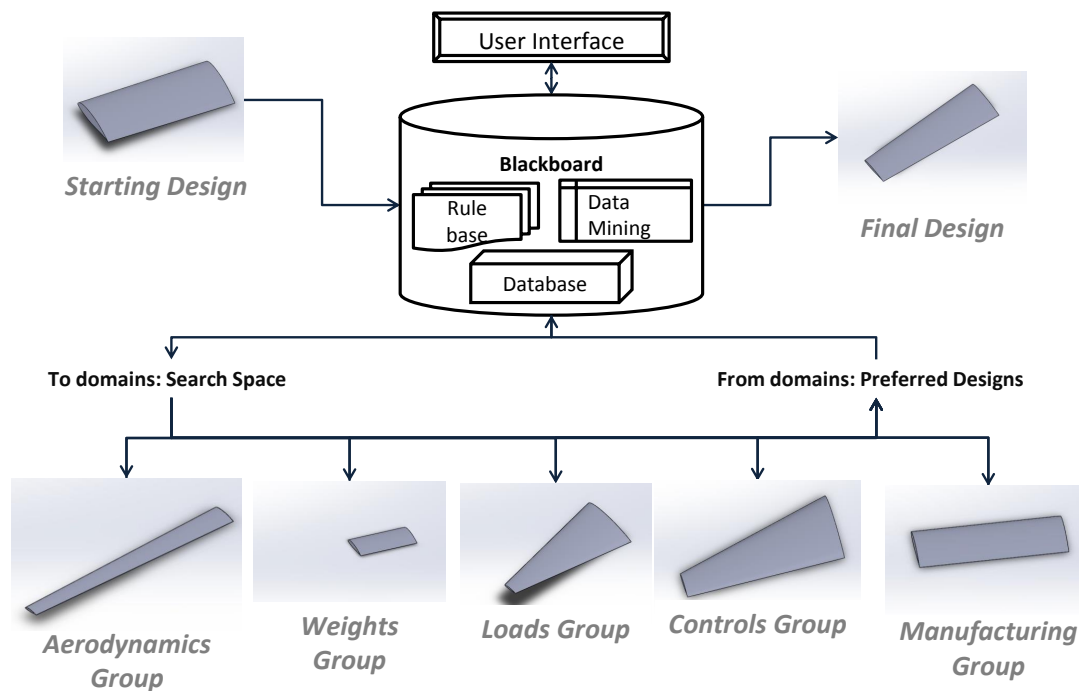 User Interface
Starting Design
Blackboard
Rule
base
Data
Mining
Database
Final Design
To domains: Search Space
From domains: Preferred Designs
Aerodynamics
Group
Weights
Group
Loads Group
Controls Group
Manufacturing
Group